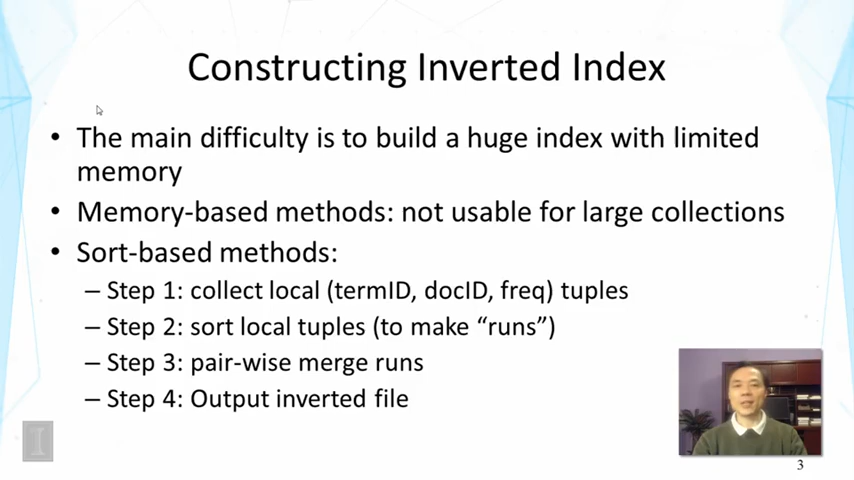 Constructing Inverted Index
• The main difficulty is to build a huge index with limited
memory
• Memory-based methods: not usable for large collections
• Sort-based methods:
– Step 1: collect local (termID, docID, freq) tuples
– Step 2: sort local tuples (to make “runs”)
– Step 3: pair-wise merge runs
– Step 4: Output inverted file
I
3